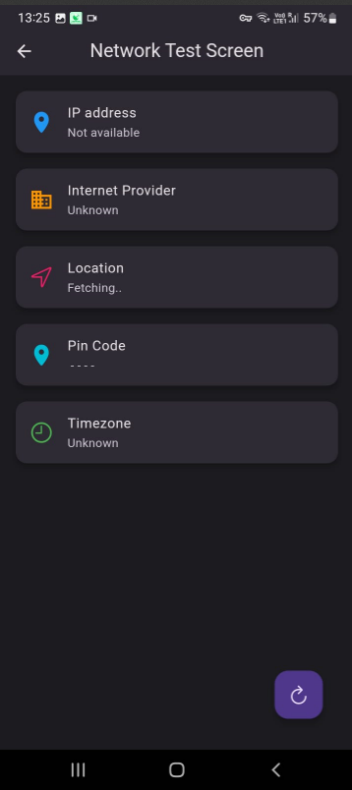 13:25
57%
Network Test Screen
IP address
Not available
Internet Provider
Unknown
Location
Fetching..
Pin Code
----
Timezone
Unknown